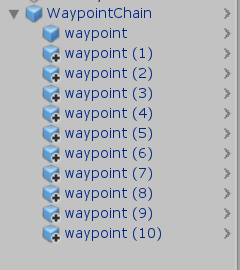 WaypointChain
waypoint
waypoint (1)
waypoint (2)
waypoint (3)
waypoint (4)
waypoint (5)
waypoint (6)
waypoint (7)
waypoint (8)
waypoint (9)
waypoint (10)